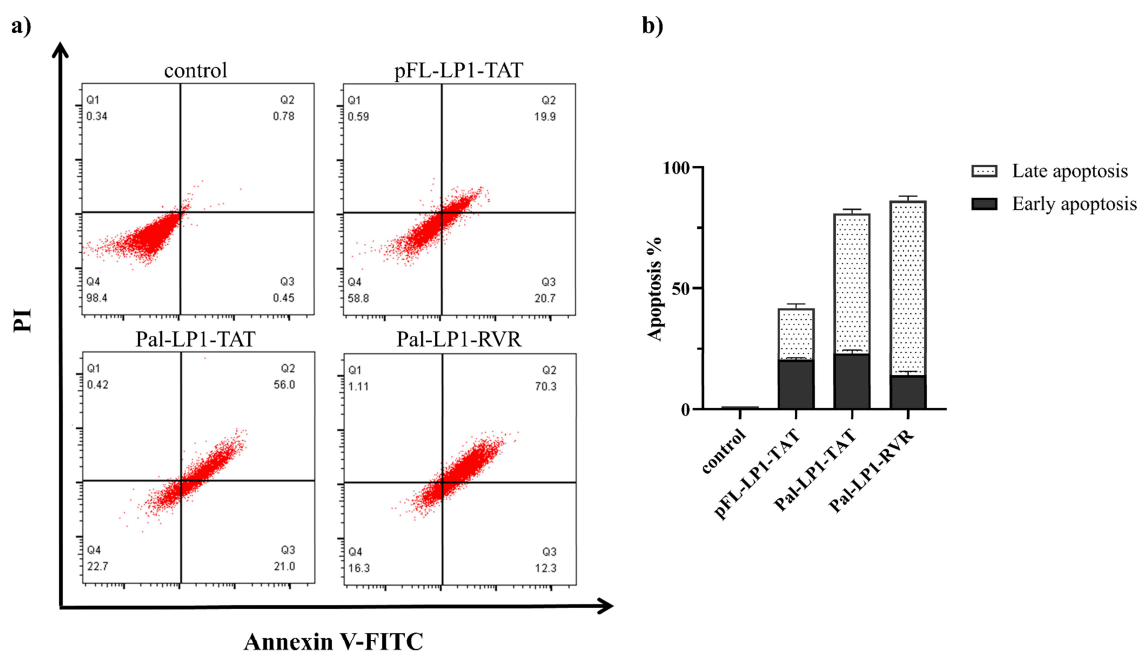 a)
PI
control
Q1
0.34
Q2
0.78
Q4
98.4
Q3
0.45
pFL-LP1-TAT
Q1
0.59
Q2
19.9
Q4
58.8
Q3
20.7
Pal-LP1-TAT
Q1
0.42
Q2
56.0
Q4
22.7
Q3
21.0
Pal-LP1-RVR
Q1
1.11
Q2
70.3
Q4
16.3
Q3
12.3
Annexin V-FITC
b)
Apoptosis %
100
50
0
control
pFL-LP1-TAT
Pal-LP1-TAT
Pal-LP1-RVR
Late apoptosis
Early apoptosis